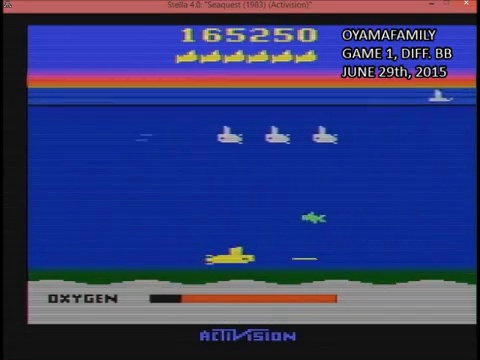 Stella 4.0: "Seaquest (1983) (Activision)"
165250
OYAMAFAMILY
GAME 1, DIFF. BB
JUNE 29th, 2015
OXYGEN
ACTIVISION